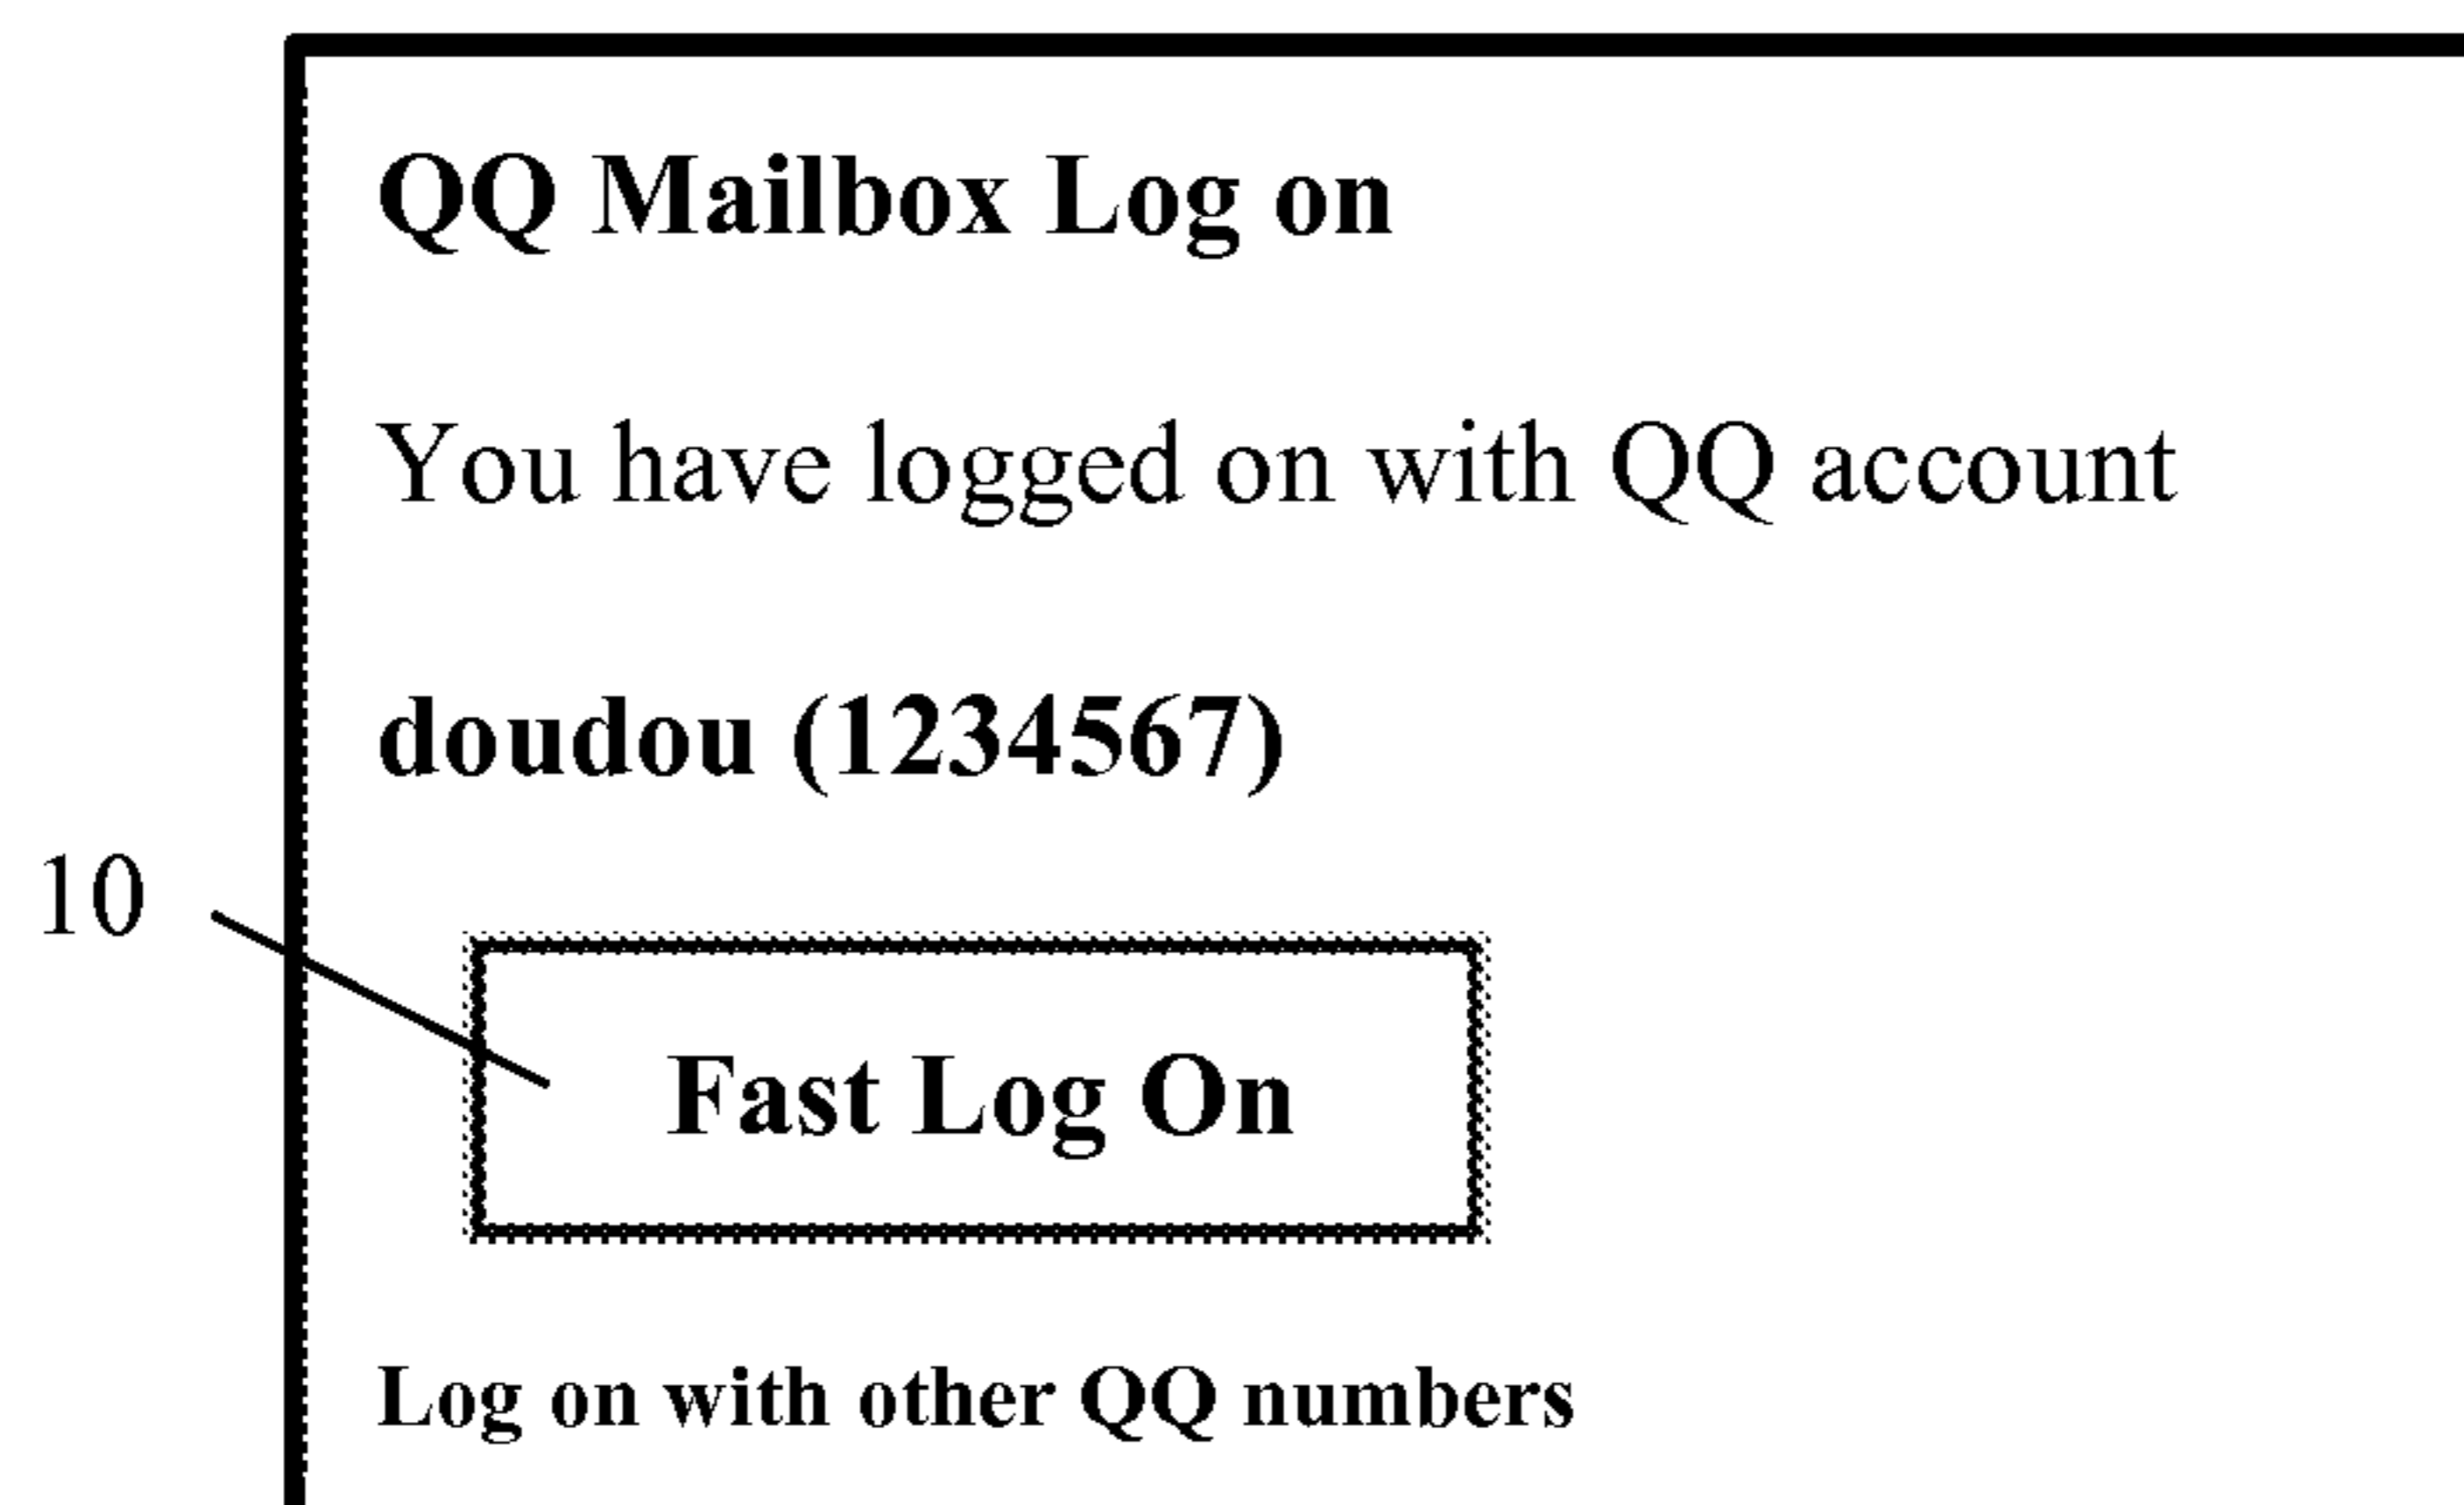 QQ Mailbox Log on
You have logged on with QQ account
doudou (1234567)
10
Fast Log On
Log on with other QQ numbers